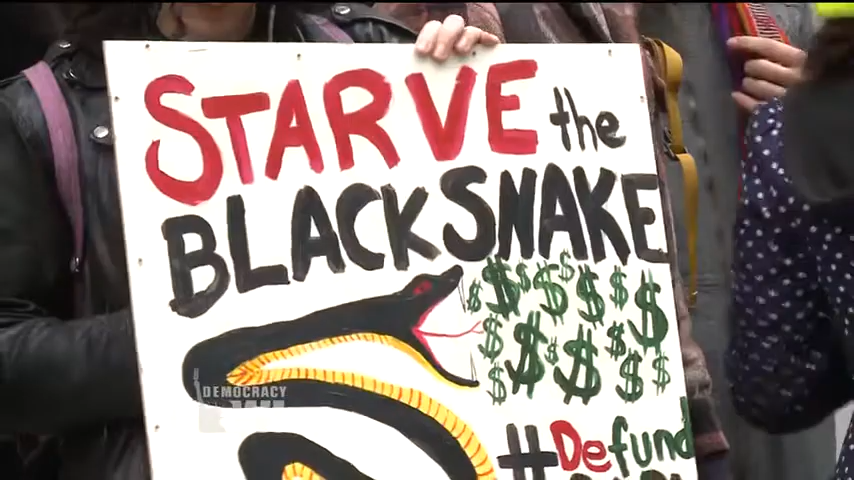 STARVE the
BLACKSNAKE
$ $ $ $ $ $ $ $ $ $ $ $ $ $ $ $ $
#Defund
DEMOCRACY